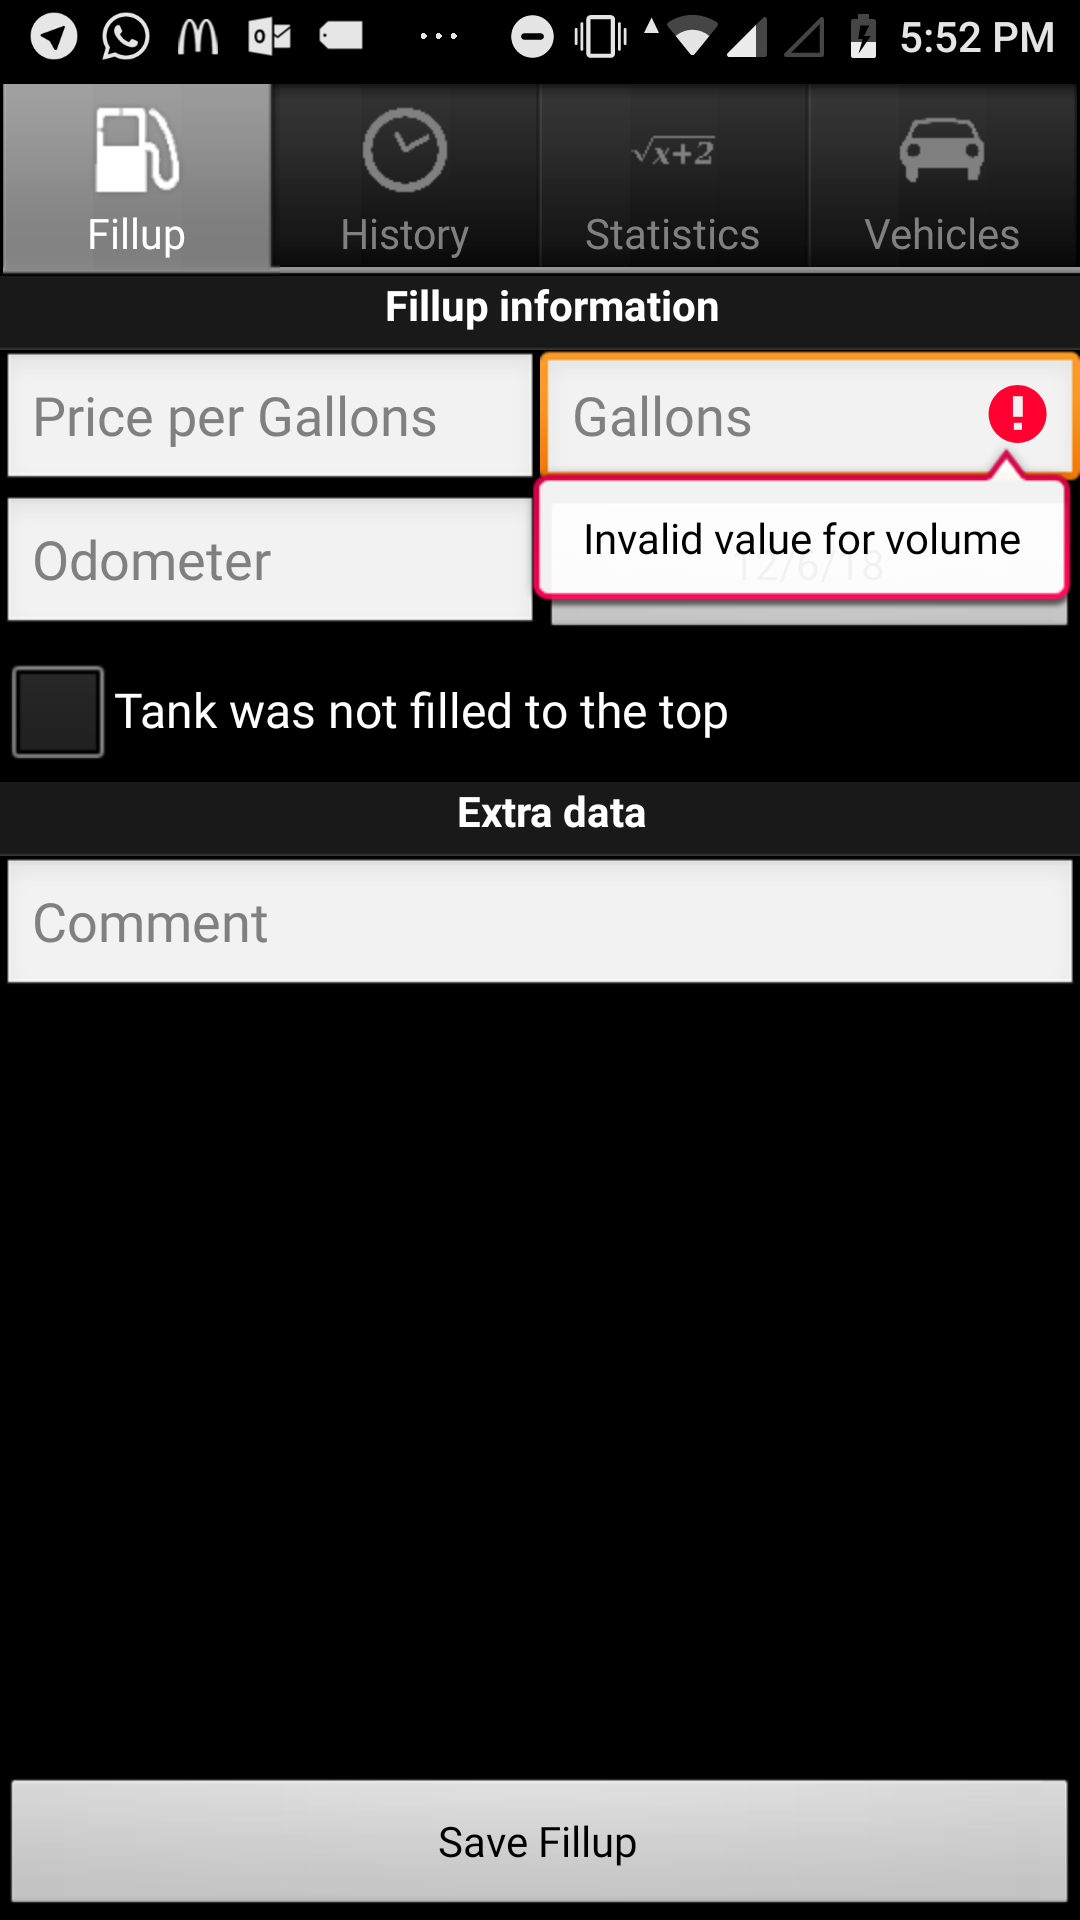 5:52 PM
√x+2
Fillup
History
Statistics
Vehicles
Fillup information
Price per Gallons
Gallons
Invalid value for volume
Odometer
12/6/18
Tank was not filled to the top
Extra data
Comment
Save Fillup